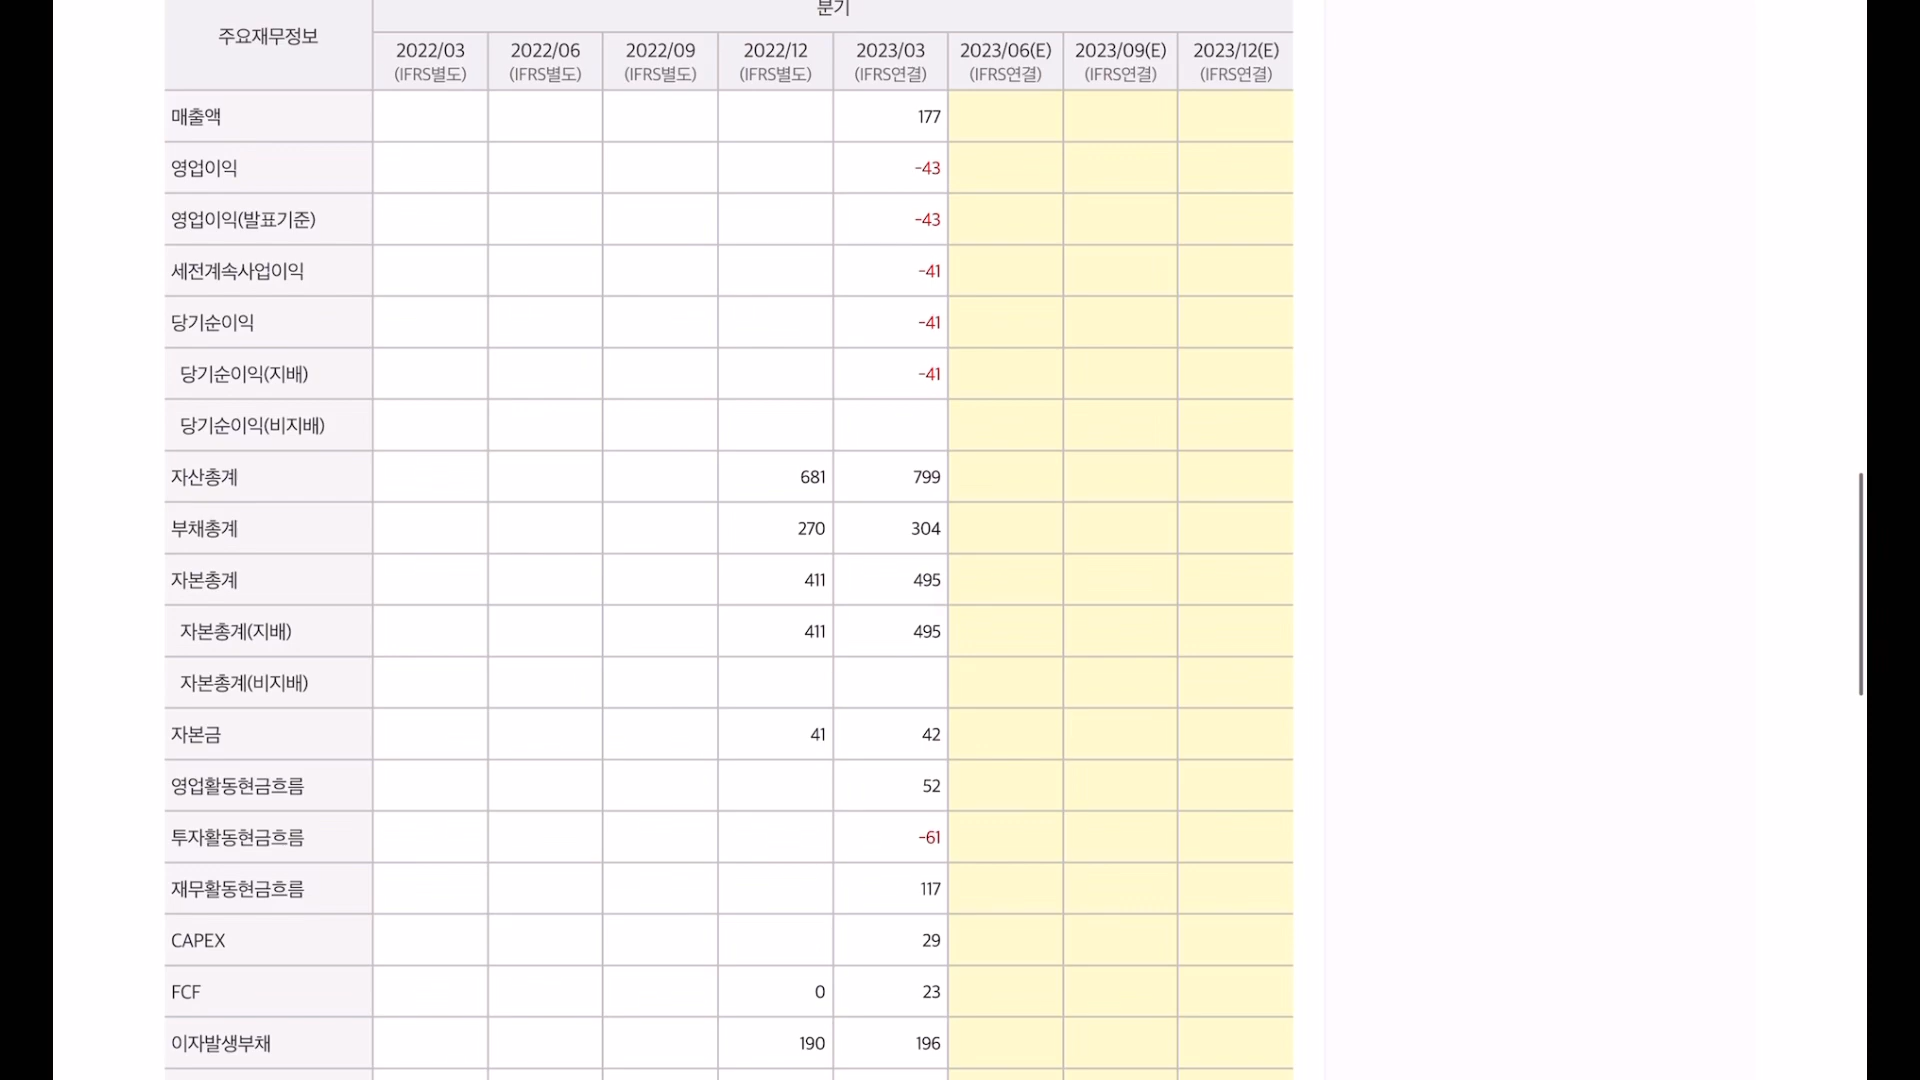 분기
주요재무정보
2022/03 2022/06 2022/09 2022/12 2023/03 2023/06(E) 2023/09(E) 2023/12(E)
(IFRS별도) (IFRS별도) (IFRS별도) (IFRS별도) (IFRS연결) (IFRS연결) (IFRS연결) (IFRS연결)
매출액 177
영업이익 -43
영업이익(발표기준) -43
세전계속사업이익 -41
당기순이익 -41
당기순이익(지배) -41
당기순이익(비지배)
자산총계 681 799
부채총계 270 304
자본총계 411 495
자본총계(지배) 411 495
자본총계(비지배)
자본금 41 42
영업활동현금흐름 52
투자활동현금흐름 -61
재무활동현금흐름 117
CAPEX 29
FCF 0 23
이자발생부채 190 196